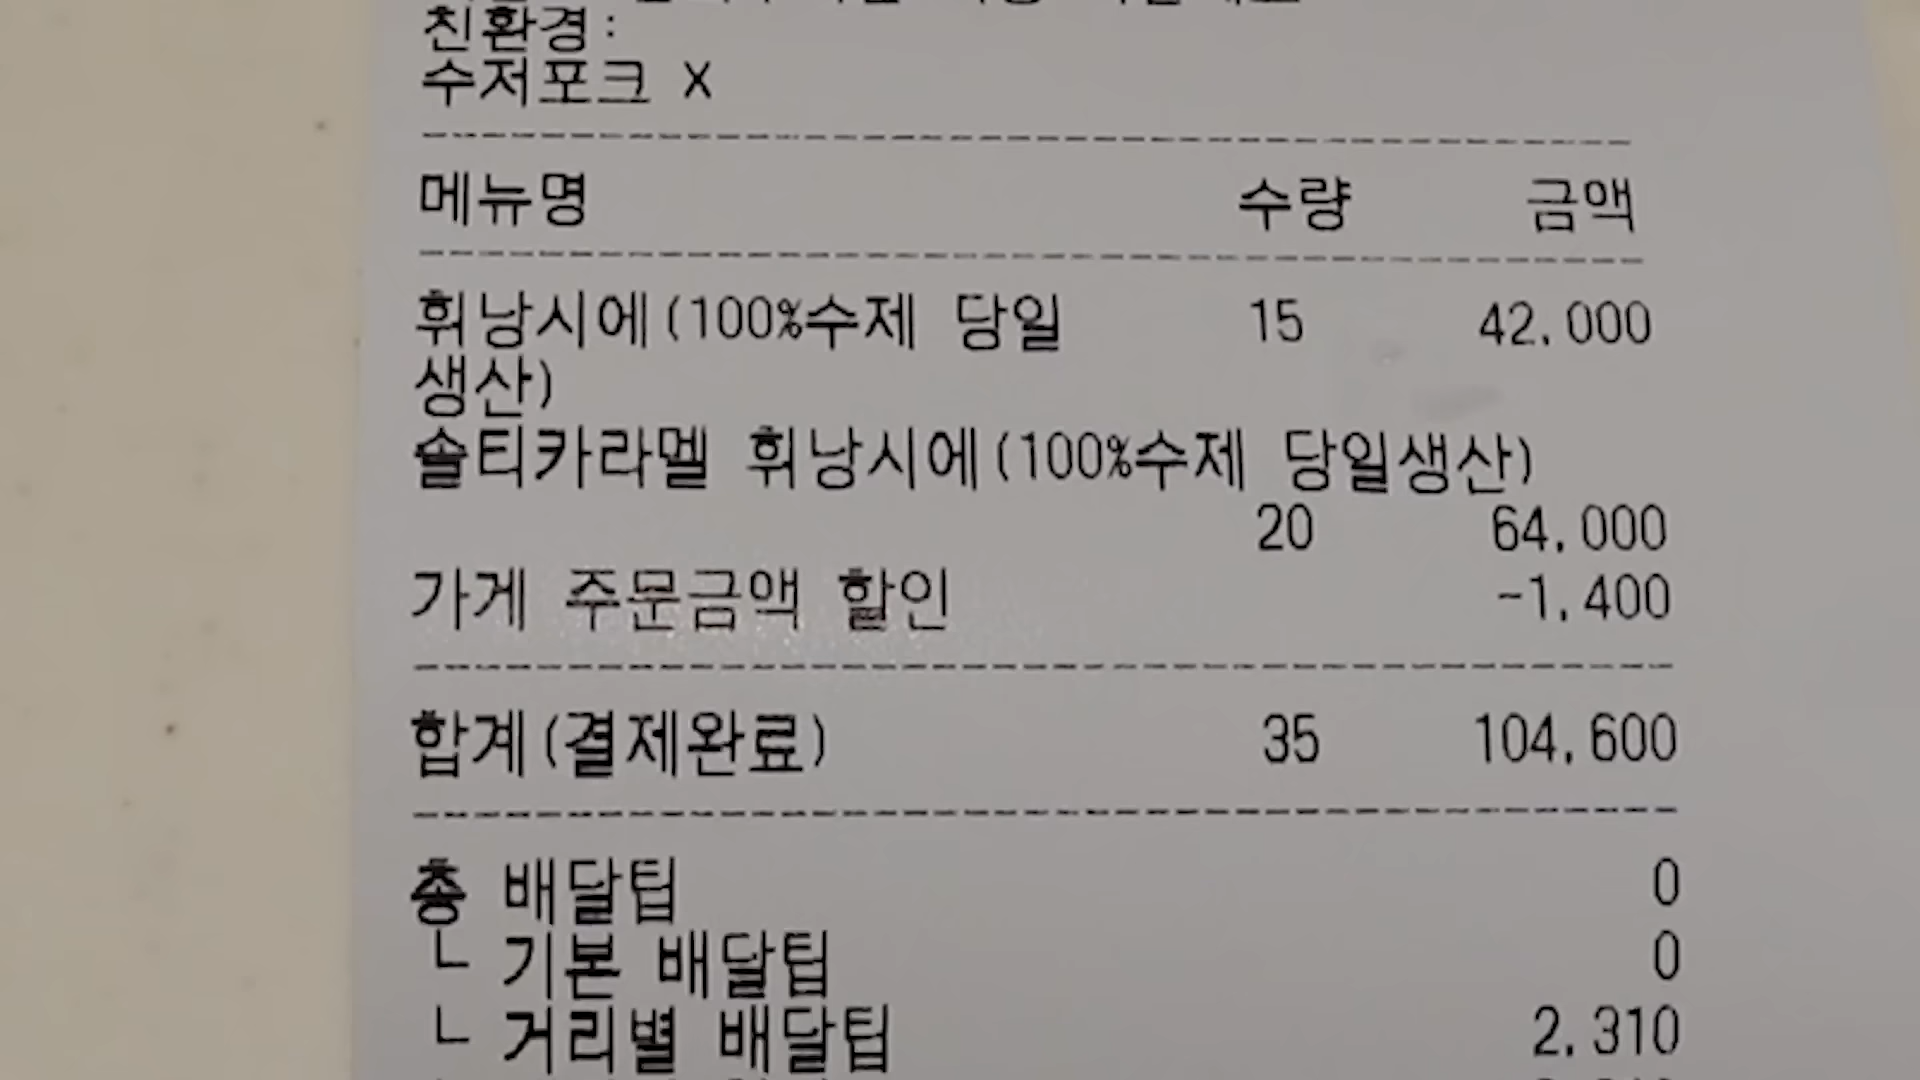 친환경:
수저포크 X
메뉴명 수량 금액
휘낭시에(100%수제 당일 15 42,000
생산)
솔티카라멜 휘낭시에(100%수제 당일생산)
20 64,000
가게 주문금액 할인 -1,400
합계(결제완료) 35 104,600
총 배달팁 0
└ 기본 배달팁 0
└ 거리별 배달팁 2,310